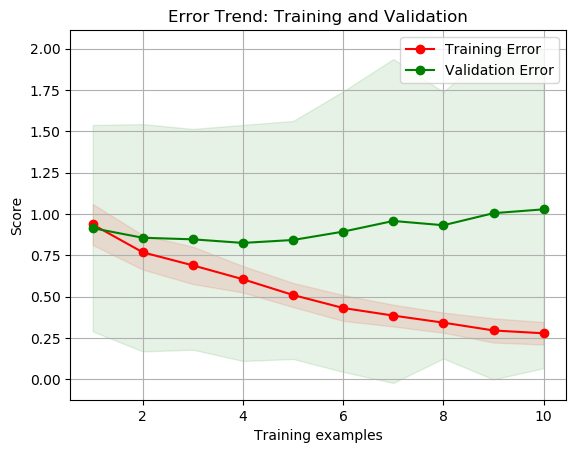 Error Trend: Training and Validation
Training Error
Validation Error
2.00
1.75
1.50
1.25
1.00
0.75
0.50
0.25
0.00
Score
2 4 6 8 10
Training examples